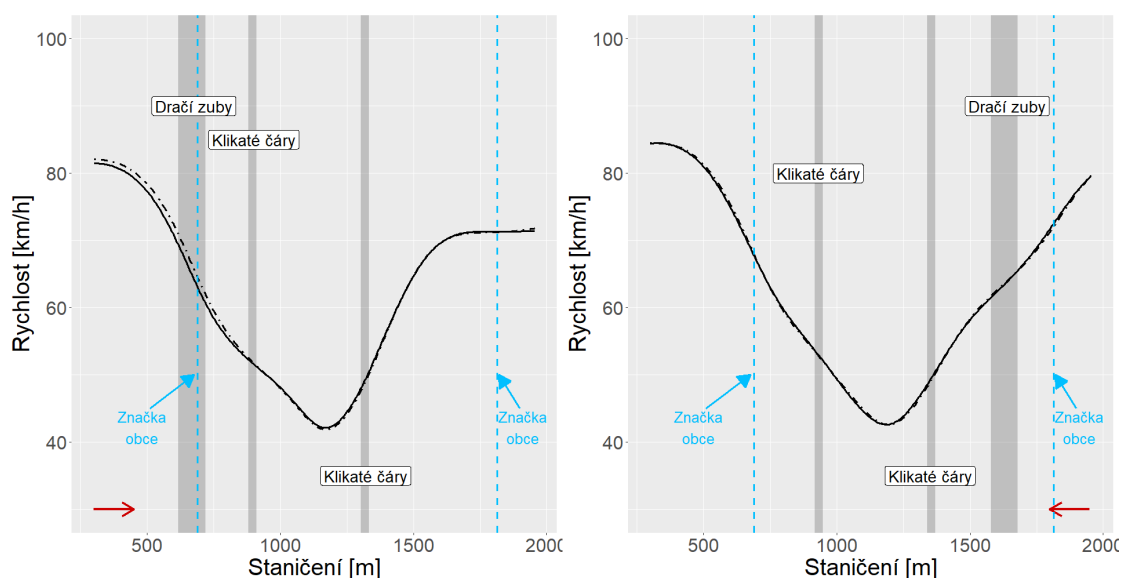 100
80
60
40
Rychlost [km/h]
Dračí zuby
Klikaté čáry
Značka
obce
Značka
obce
Klikaté čáry
500
1000
1500
2000
Staničení [m]
100
80
60
40
Rychlost [km/h]
Dračí zuby
Klikaté čáry
Značka
obce
Značka
obce
Klikaté čáry
500
1000
1500
2000
Staničení [m]